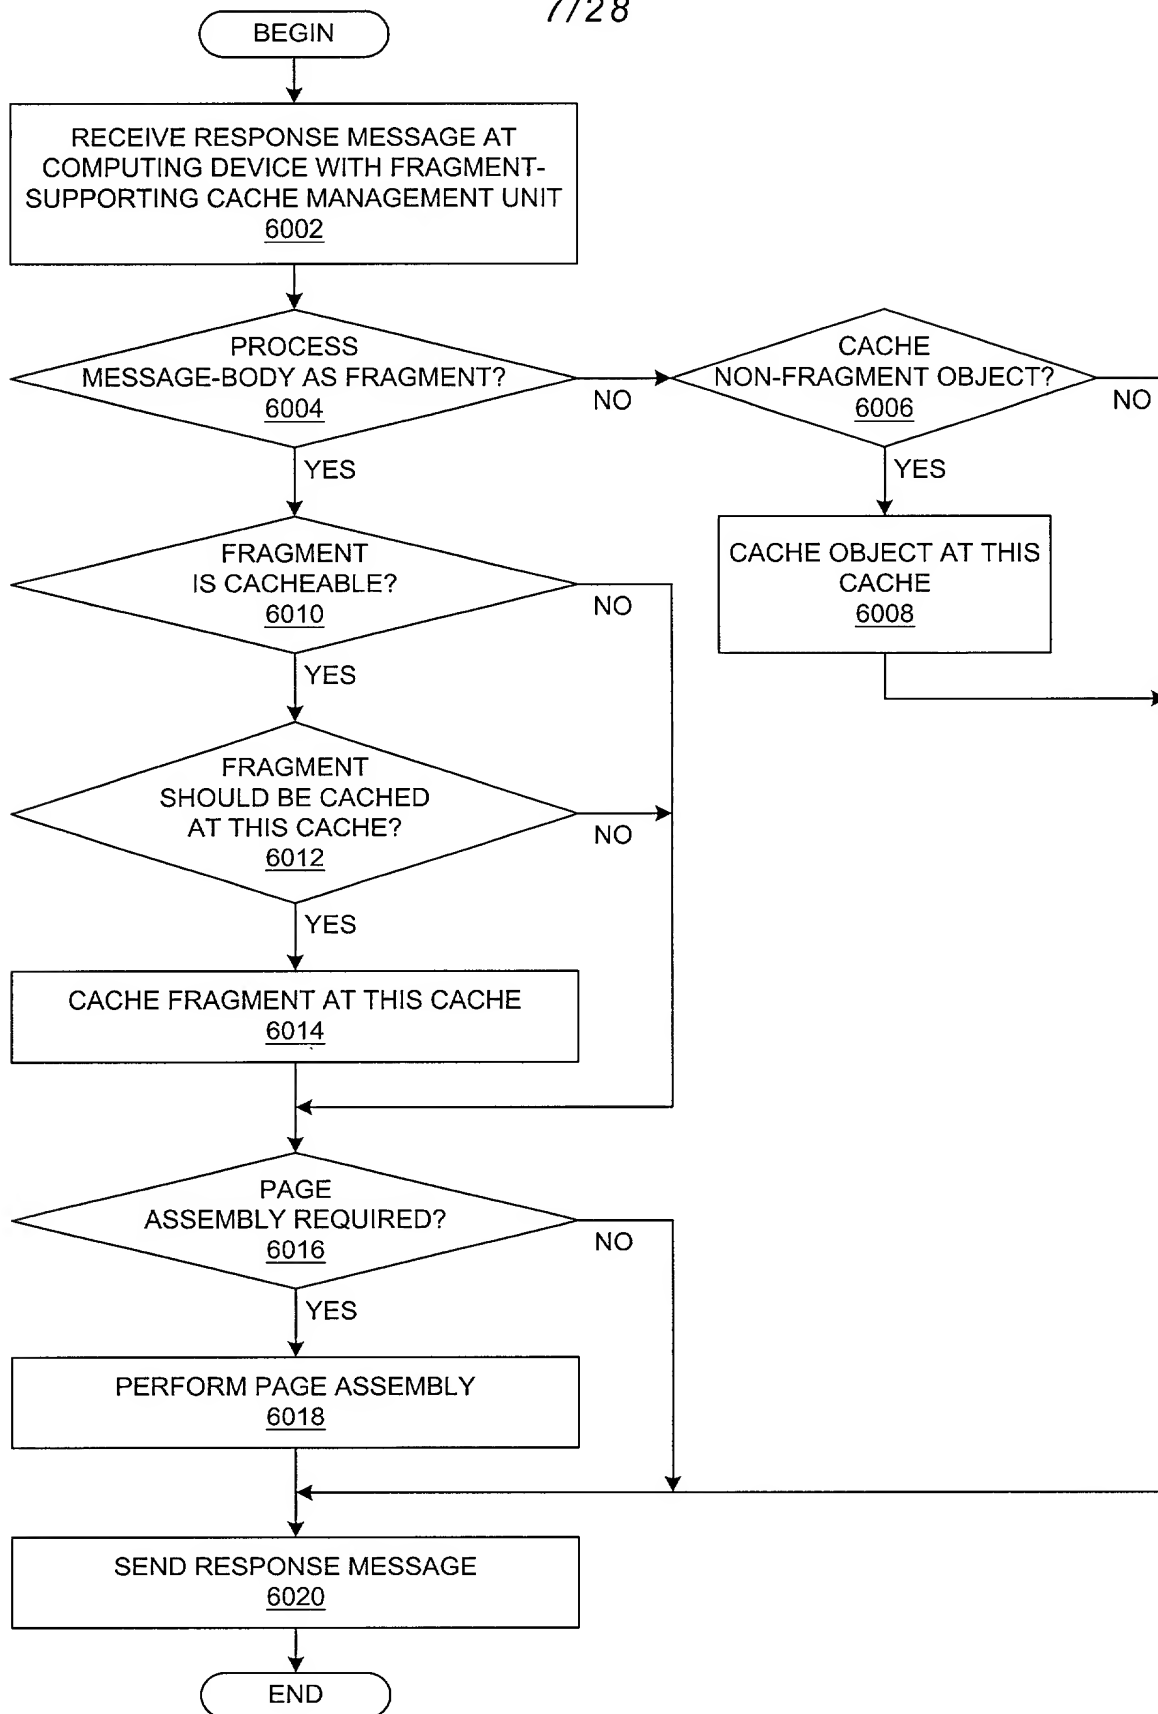 7/28
BEGIN
RECEIVE RESPONSE MESSAGE AT
COMPUTING DEVICE WITH FRAGMENT-
SUPPORTING CACHE MANAGEMENT UNIT
6002
PROCESS
MESSAGE-BODY AS FRAGMENT?
6004
NO
YES
CACHE
NON-FRAGMENT OBJECT?
6006
NO
YES
CACHE OBJECT AT THIS
CACHE
6008
FRAGMENT
IS CACHEABLE?
6010
NO
YES
FRAGMENT
SHOULD BE CACHED
AT THIS CACHE?
6012
NO
YES
CACHE FRAGMENT AT THIS CACHE
6014
PAGE
ASSEMBLY REQUIRED?
6016
NO
YES
PERFORM PAGE ASSEMBLY
6018
SEND RESPONSE MESSAGE
6020
END